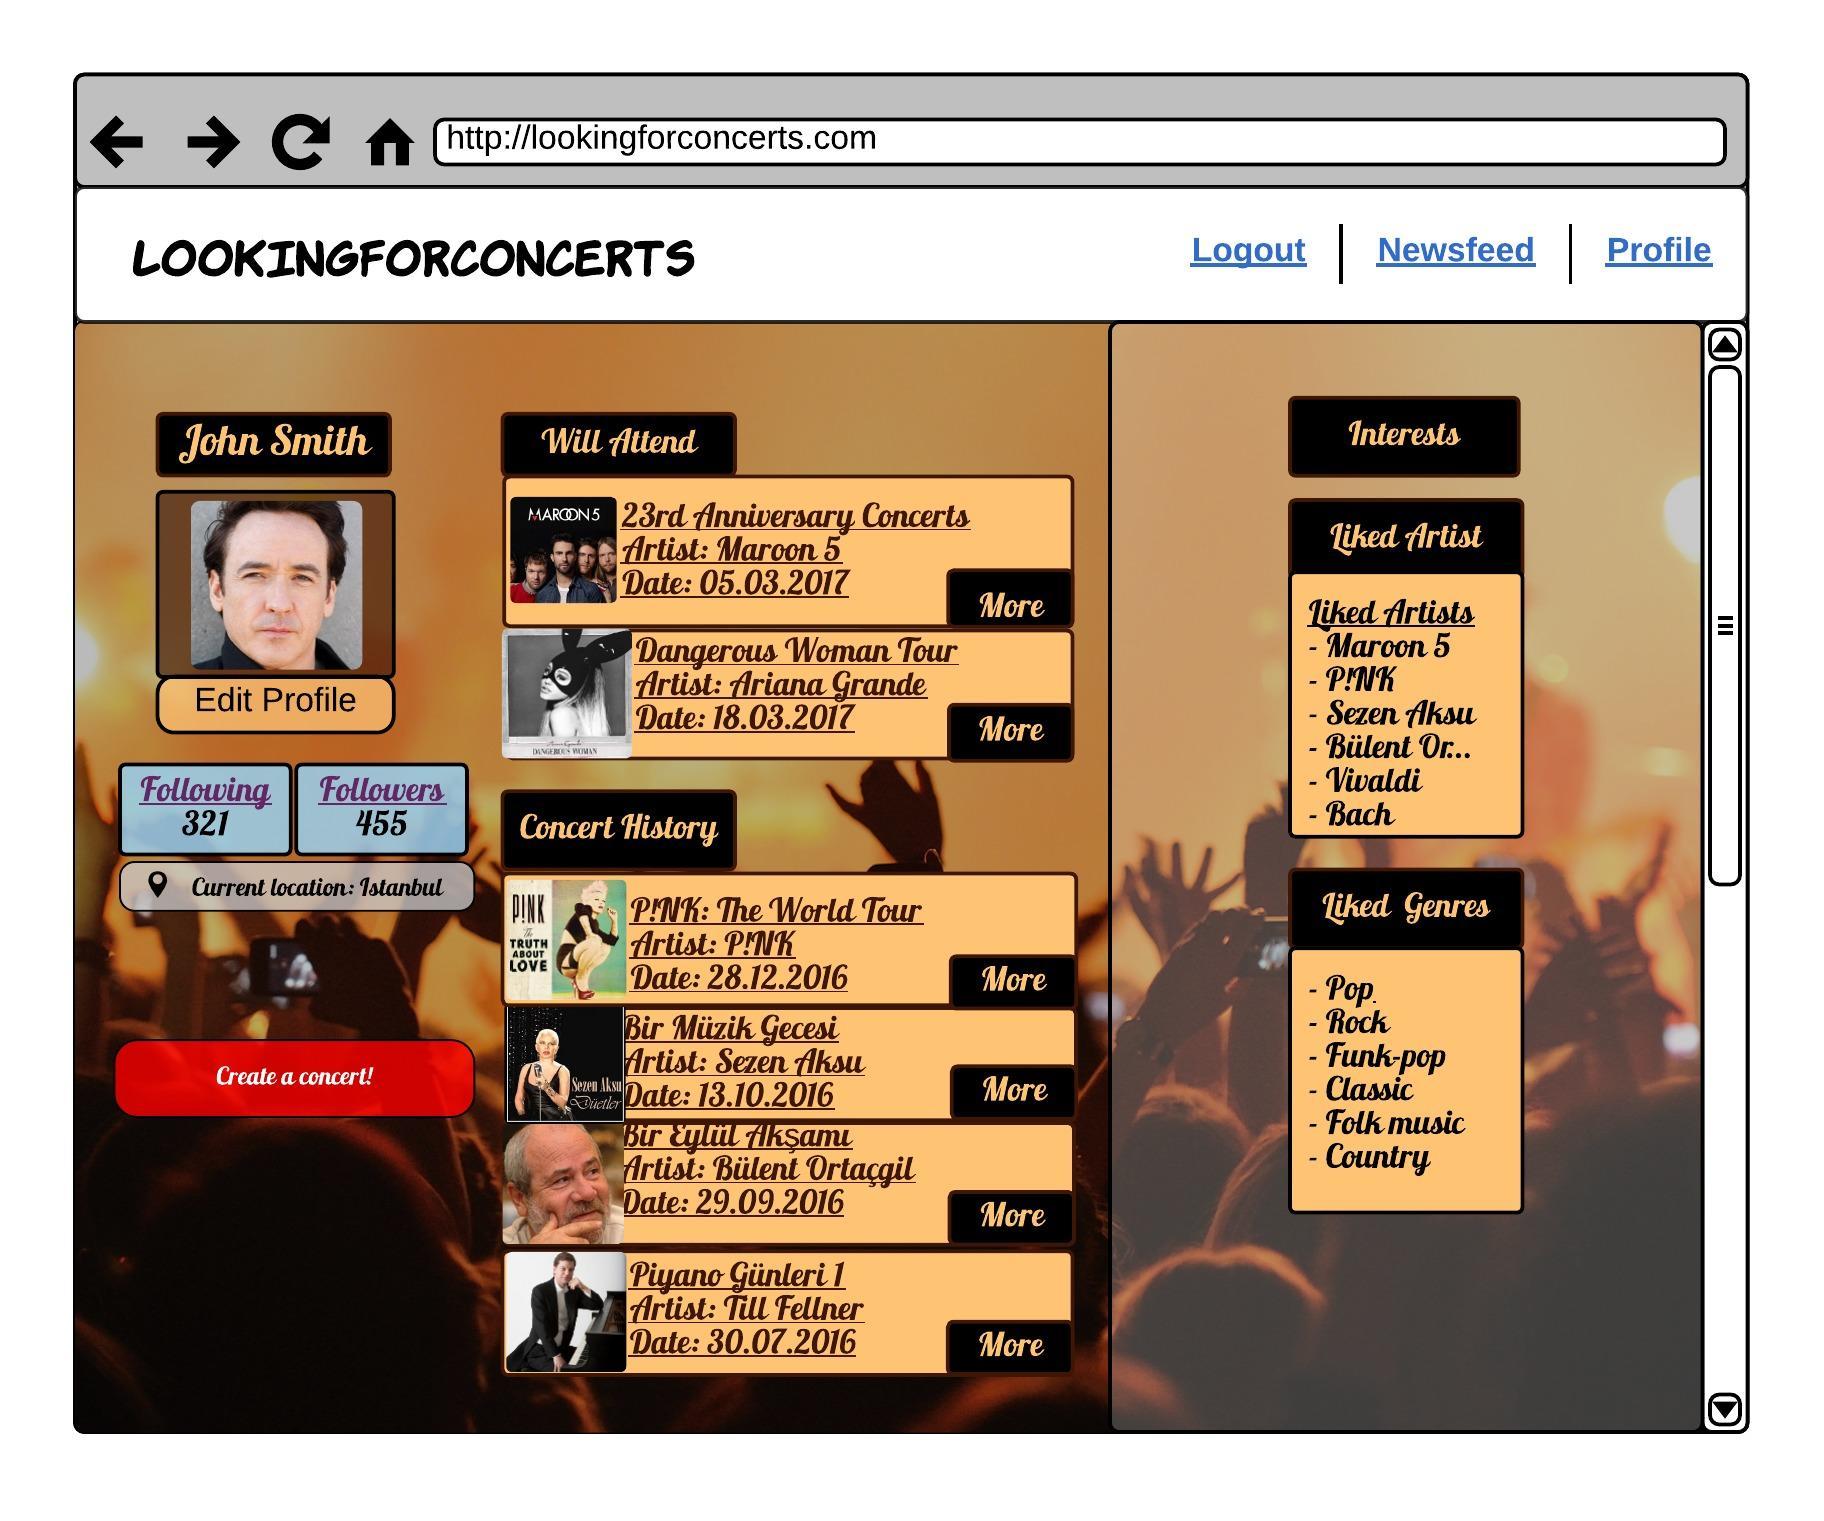 http://lookingforconcerts.com
LOOKINGFORCONCERTS
Logout
Newsfeed
Profile
John Smith
Edit Profile
Following
321
Followers
455
Current location: Istanbul
Create a concert!
Will Attend
MAROON 5
23rd Anniversary Concerts
Artist: Maroon 5
Date: 05.03.2017
More
DANGEROUS WOMAN
Dangerous Woman Tour
Artist: Ariana Grande
Date: 18.03.2017
More
Concert History
P!NK
The
TRUTH
ABOUT
LOVE
P!NK: The World Tour
Artist: P!NK
Date: 28.12.2016
More
Sezen Aksu
Düetler
Bir Müzik Gecesi
Artist: Sezen Aksu
Date: 13.10.2016
More
Bir Eylül Akşamı
Artist: Bülent Ortaçgil
Date: 29.09.2016
More
Piyano Günleri 1
Artist: Till Fellner
Date: 30.07.2016
More
Interests
Liked Artist
Liked Artists
- Maroon 5
- P!NK
- Sezen Aksu
- Bülent Or...
- Vivaldi
- Bach
Liked Genres
- Pop
- Rock
- Funk-pop
- Classic
- Folk music
- Country